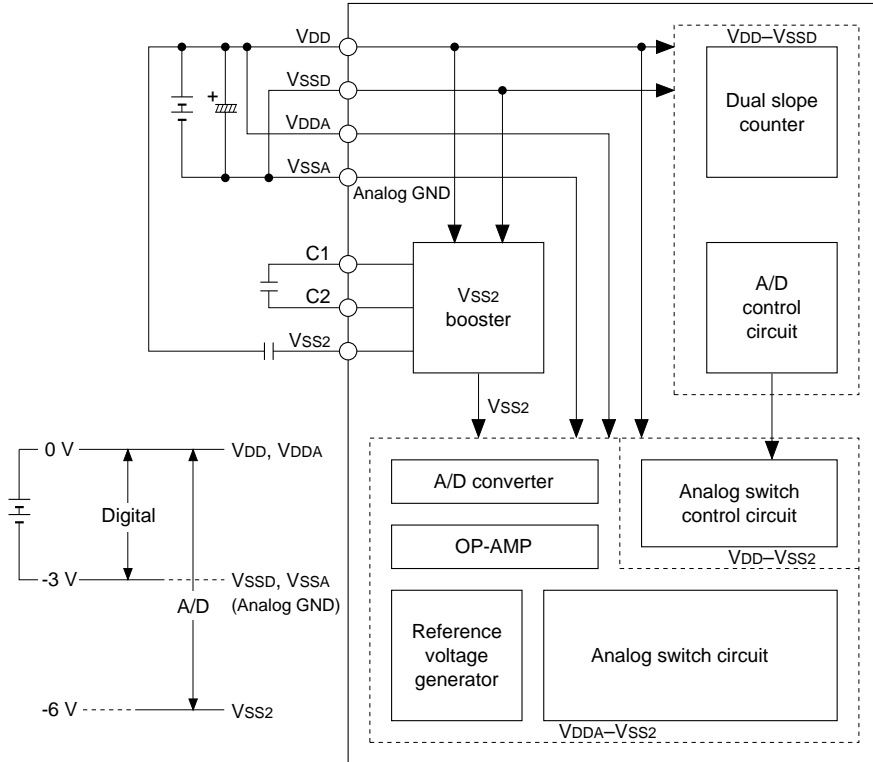 VDD
VSSD
VDDA
VSSA
Analog GND
+
C1
C2
VSS2
VSS2
booster
VSS2
VDD–VSSD
Dual slope
counter
A/D
control
circuit
A/D converter
OP-AMP
Analog switch
control circuit
VDD–VSS2
Reference
voltage
generator
Analog switch circuit
VDDA–VSS2
0 V
VDD, VDDA
Digital
-3 V
VSSD, VSSA
(Analog GND)
A/D
-6 V
VSS2